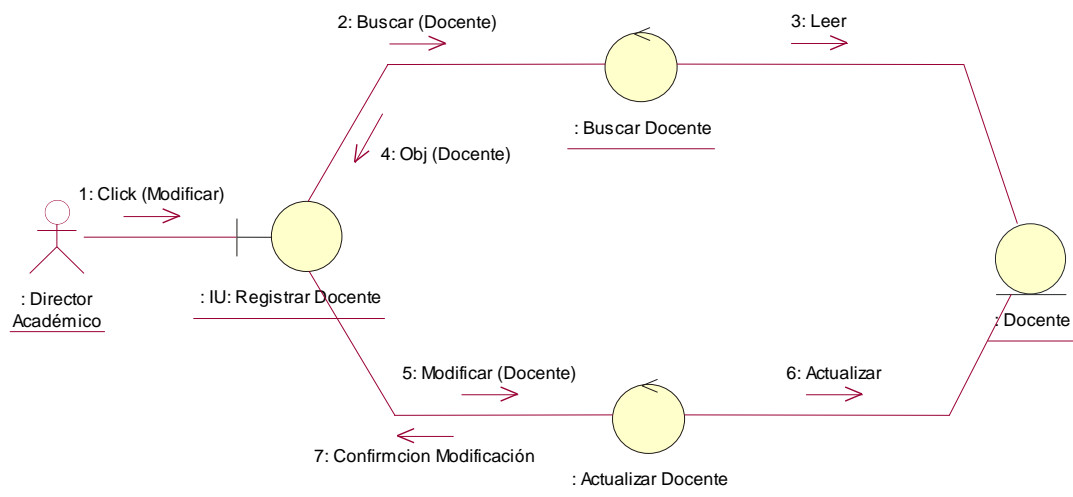 2: Buscar (Docente)
3: Leer
: Buscar Docente
4: Obj (Docente)
1: Click (Modificar)
: Director
Académico
: IU: Registrar Docente
: Docente
5: Modificar (Docente)
6: Actualizar
7: Confirmcion Modificación
: Actualizar Docente